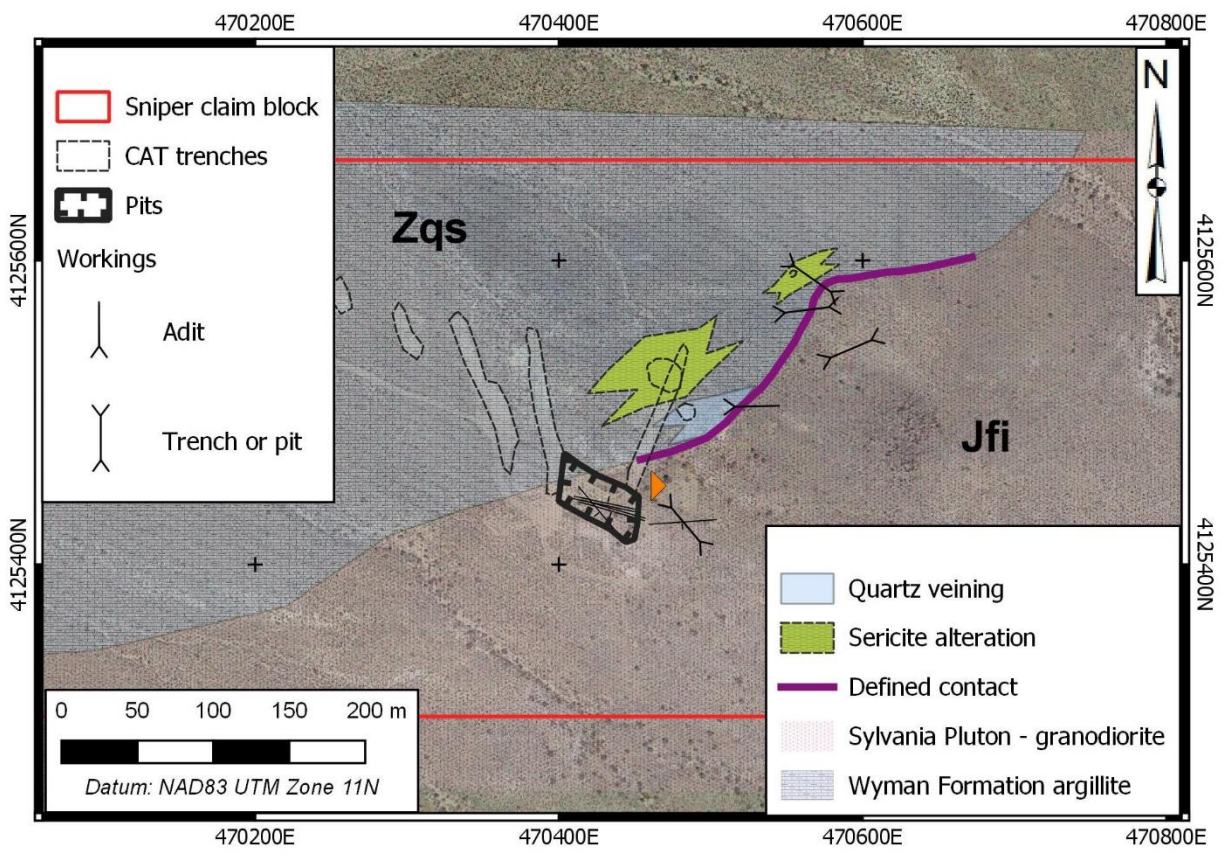 470200E 470400E 470600E 470800E
Sniper claim block
CAT trenches
Pits
Workings
Adit
Trench or pit
N
Zqs
Jfi
4125600N
4125600N
4125400N
4125400N
Quartz veining
Sericite alteration
Defined contact
Sylvania Pluton - granodiorite
Wyman Formation argillite
0 50 100 150 200 m
Datum: NAD83 UTM Zone 11N
470200E 470400E 470600E 470800E